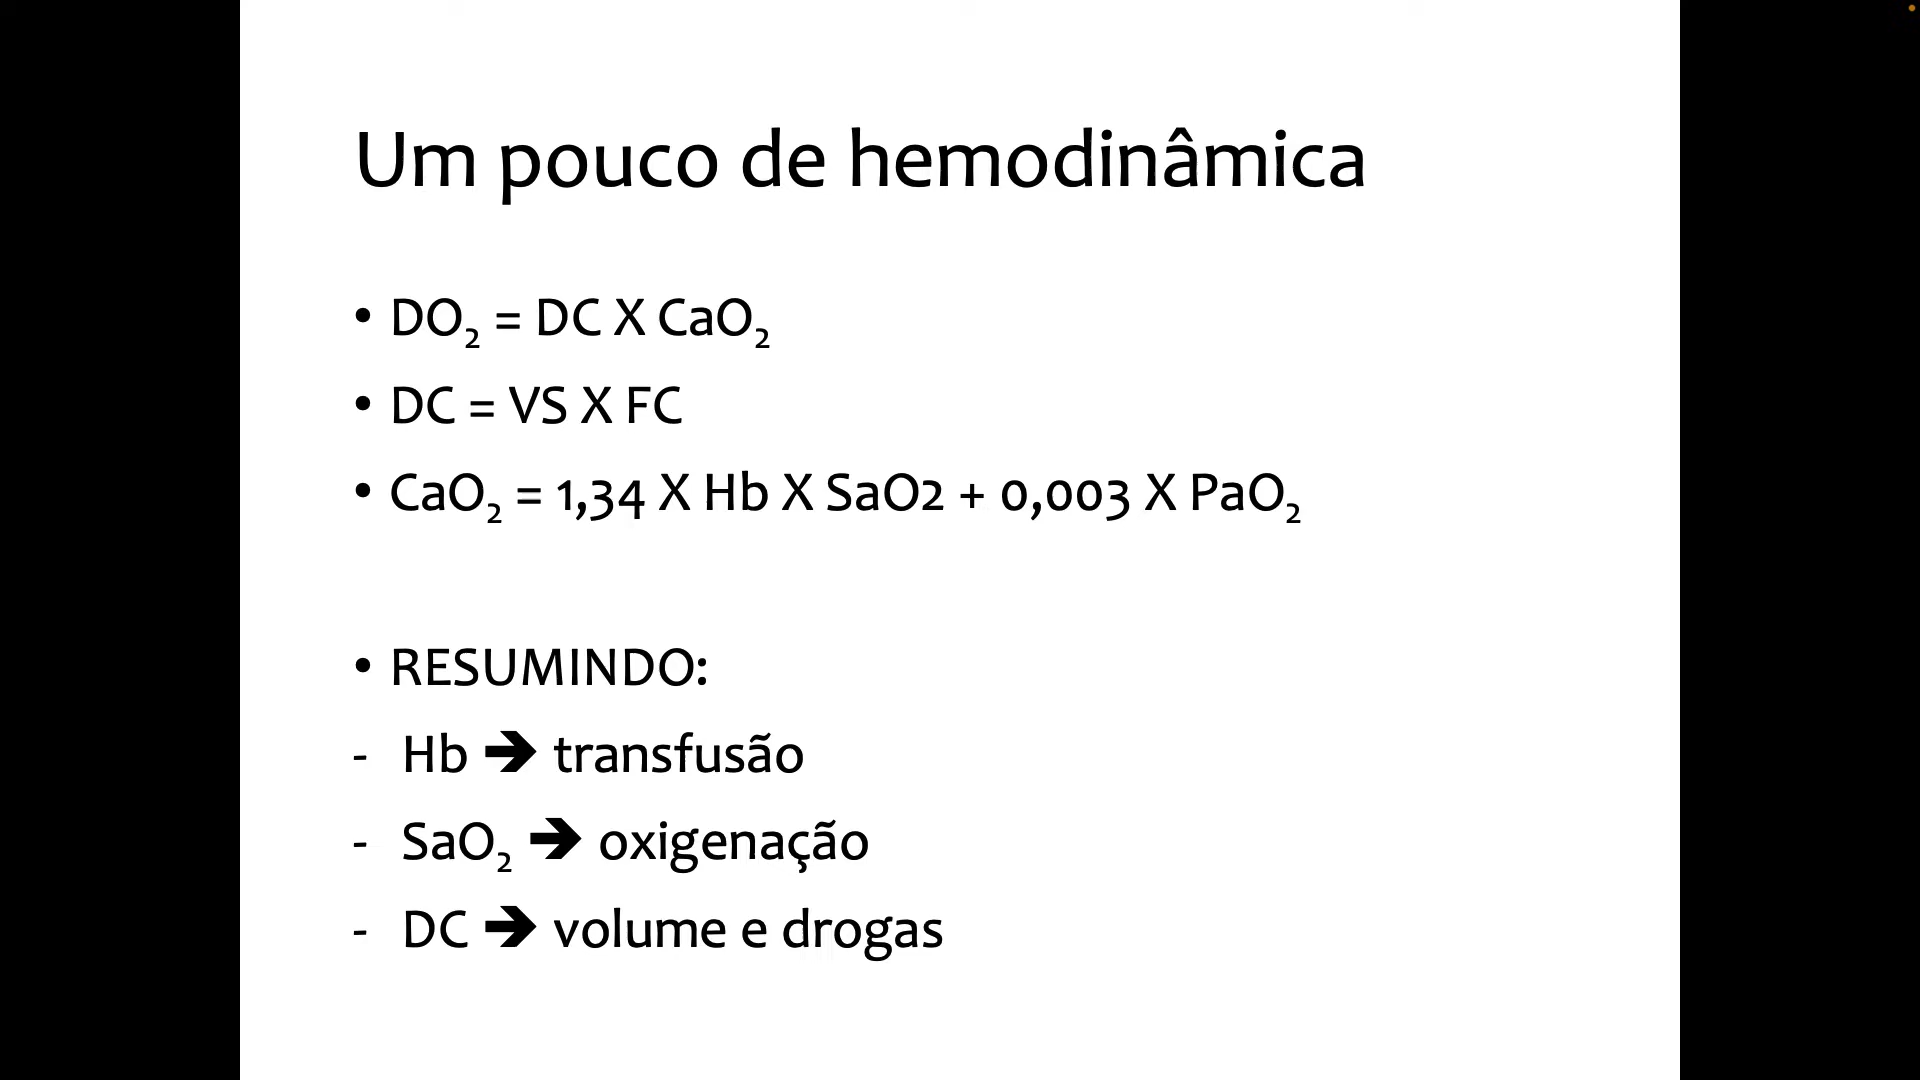 Um pouco de hemodinâmica
• DO₂ = DC X CaO₂
• DC = VS X FC
• CaO₂ = 1,34 X Hb X SaO2 + 0,003 X PaO₂
• RESUMINDO:
- Hb ➔ transfusão
- SaO₂ ➔ oxigenação
- DC ➔ volume e drogas